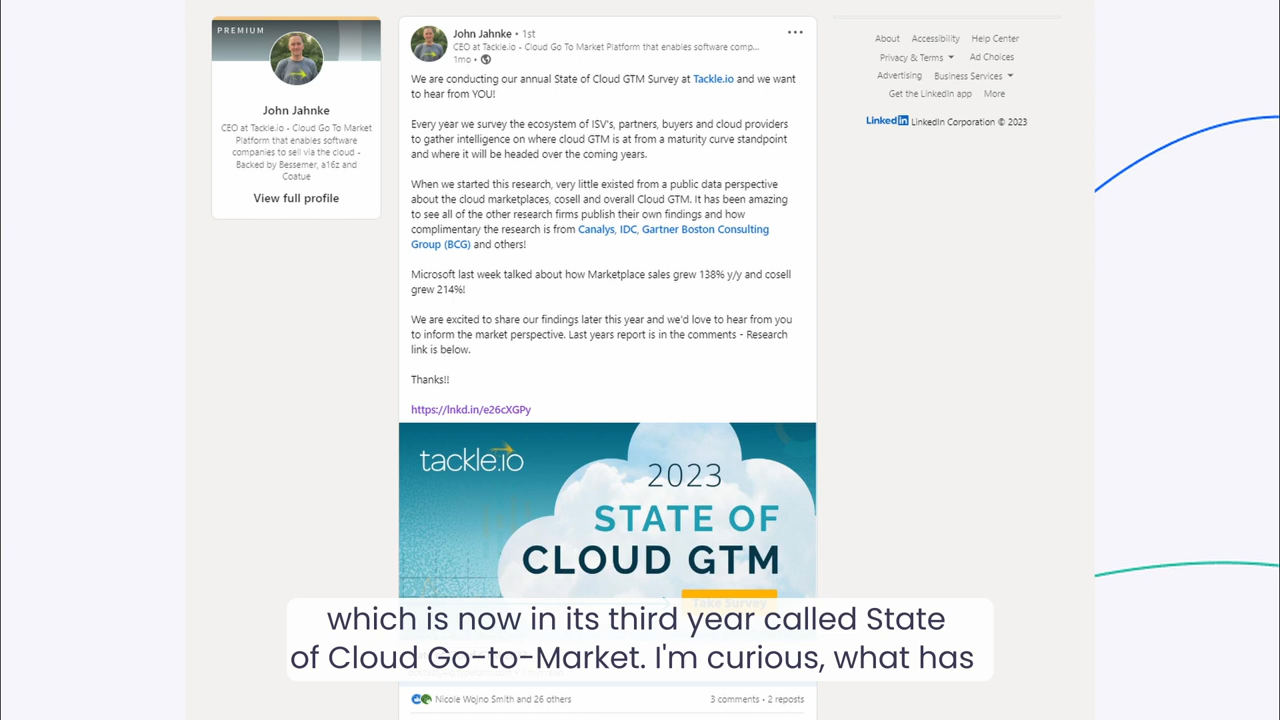 PREMIUM
John Jahnke
CEO at Tackle.io - Cloud Go To Market
Platform that enables software
companies to sell via the cloud -
Backed by Bessemer, a16z and
Coatue
View full profile
John Jahnke • 1st
CEO at Tackle.io - Cloud Go To Market Platform that enables software comp...
1mo •
We are conducting our annual State of Cloud GTM Survey at Tackle.io and we want
to hear from YOU!
Every year we survey the ecosystem of ISV's, partners, buyers and cloud providers
to gather intelligence on where cloud GTM is at from a maturity curve standpoint
and where it will be headed over the coming years.
When we started this research, very little existed from a public data perspective
about the cloud marketplaces, cosell and overall Cloud GTM. It has been amazing
to see all of the other research firms publish their own findings and how
complimentary the research is from Canalys, IDC, Gartner Boston Consulting
Group (BCG) and others!
Microsoft last week talked about how Marketplace sales grew 138% y/y and cosell
grew 214%!
We are excited to share our findings later this year and we'd love to hear from you
to inform the market perspective. Last years report is in the comments - Research
link is below.
Thanks!!
https://lnkd.in/e26cXGPy
tackle.io
2023
STATE OF
CLOUD GTM
Take Survey
which is now in its third year called State
of Cloud Go-to-Market. I'm curious, what has
Nicole Wojno Smith and 26 others
3 comments • 2 reposts
About Accessibility Help Center
Privacy & Terms Ad Choices
Advertising Business Services
Get the LinkedIn app More
LinkedIn LinkedIn Corporation © 2023